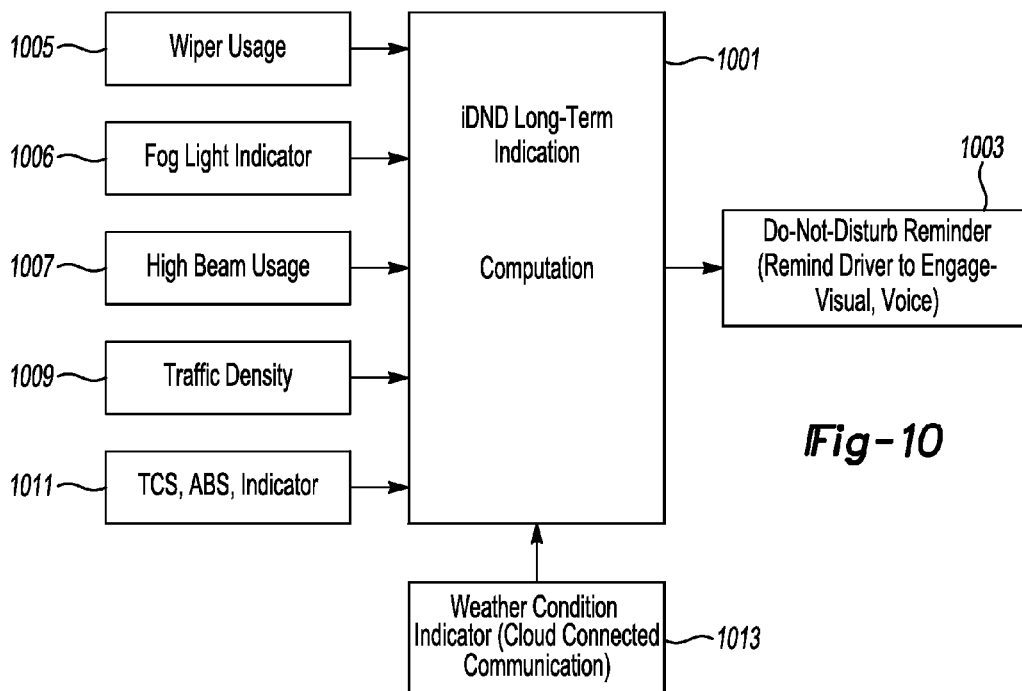 1005
Wiper Usage
1006
Fog Light Indicator
1007
High Beam Usage
1009
Traffic Density
1011
TCS, ABS, Indicator
iDND Long-Term
Indication
Computation
1001
1003
Do-Not-Disturb Reminder
(Remind Driver to Engage-
Visual, Voice)
Fig-10
Weather Condition
Indicator (Cloud Connected
Communication)
1013